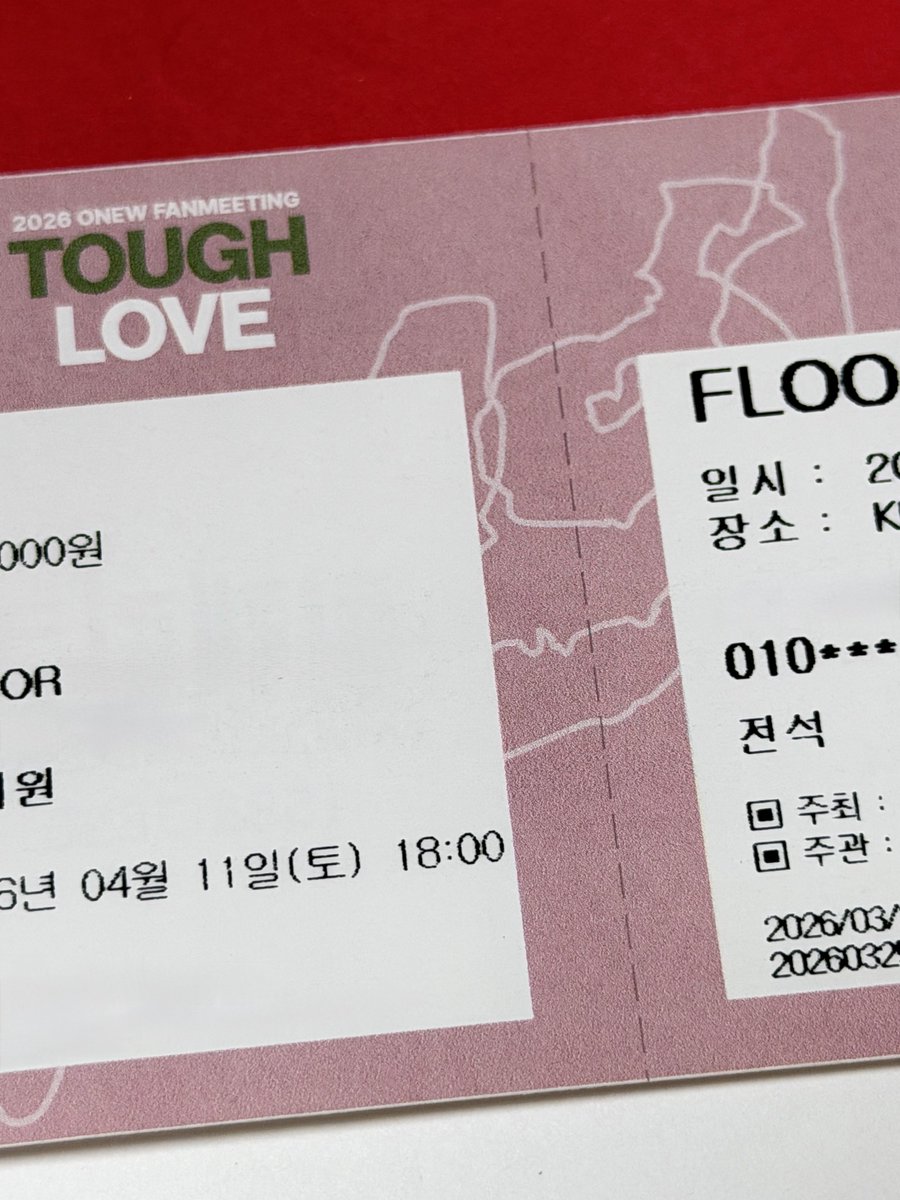 2026 ONEW FANMEETING
TOUGH
LOVE
000원
OR
원
6년 04월 11일(토) 18:00
FLOO
일시 : 20
장소 : K
010***
전석
▣ 주최 :
▣ 주관 :
2026/03/
2026032